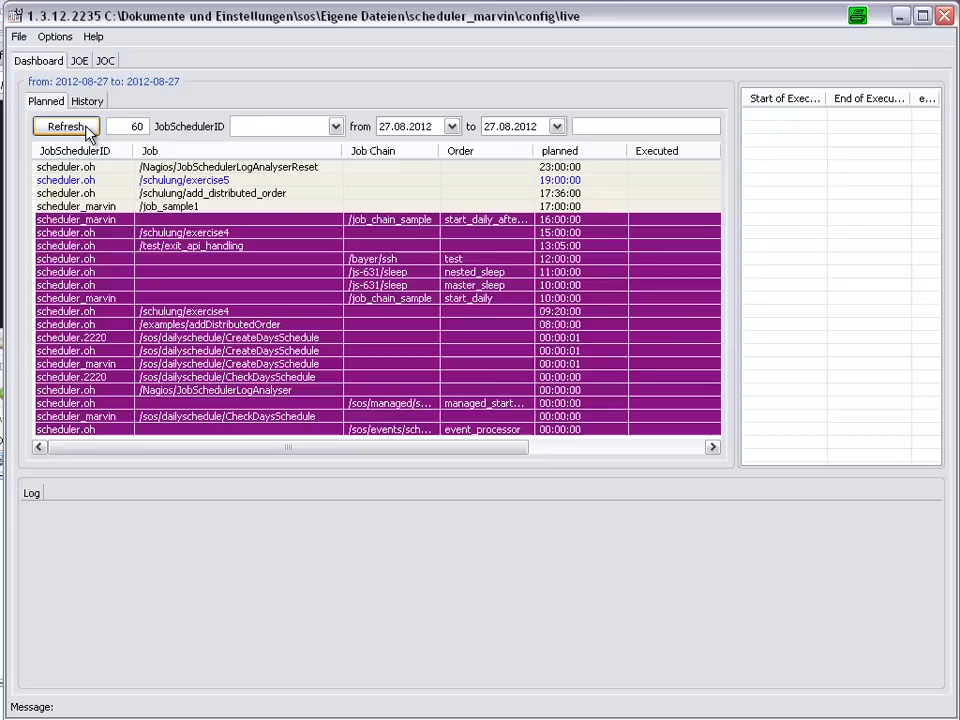 1.3.12.2235 C:\Dokumente und Einstellungen\sos\Eigene Dateien\scheduler_marvin\config\live
File Options Help
Dashboard JOE JOC
from: 2012-08-27 to: 2012-08-27
Planned History
Refresh 60 JobSchedulerID from 27.08.2012 to 27.08.2012
JobSchedulerID Job Job Chain Order planned Executed
scheduler.oh /Nagios/JobSchedulerLogAnalyserReset 23:00:00
scheduler.oh /schulung/exercise5 19:00:00
scheduler.oh /schulung/add_distributed_order 17:36:00
scheduler_marvin /job_sample1 17:00:00
scheduler_marvin /job_chain_sample start_daily_afte... 16:00:00
scheduler.oh /schulung/exercise4 15:00:00
scheduler.oh /test/exit_api_handling 13:05:00
scheduler.oh /bayer/ssh test 12:00:00
scheduler.oh /js-631/sleep nested_sleep 11:00:00
scheduler.oh /js-631/sleep master_sleep 10:00:00
scheduler_marvin /job_chain_sample start_daily 10:00:00
scheduler.oh /schulung/exercise4 09:20:00
scheduler.oh /examples/addDistributedOrder 08:00:00
scheduler.2220 /sos/dailyschedule/CreateDaysSchedule 00:00:01
scheduler.oh /sos/dailyschedule/CreateDaysSchedule 00:00:01
scheduler_marvin /sos/dailyschedule/CreateDaysSchedule 00:00:01
scheduler.2220 /sos/dailyschedule/CheckDaysSchedule 00:00:00
scheduler.oh /Nagios/JobSchedulerLogAnalyser 00:00:00
scheduler.oh /sos/managed/s... managed_start... 00:00:00
scheduler_marvin /sos/dailyschedule/CheckDaysSchedule 00:00:00
scheduler.oh /sos/events/sch... event_processor 00:00:00
Start of Exec... End of Execu... e...
Log
Message: